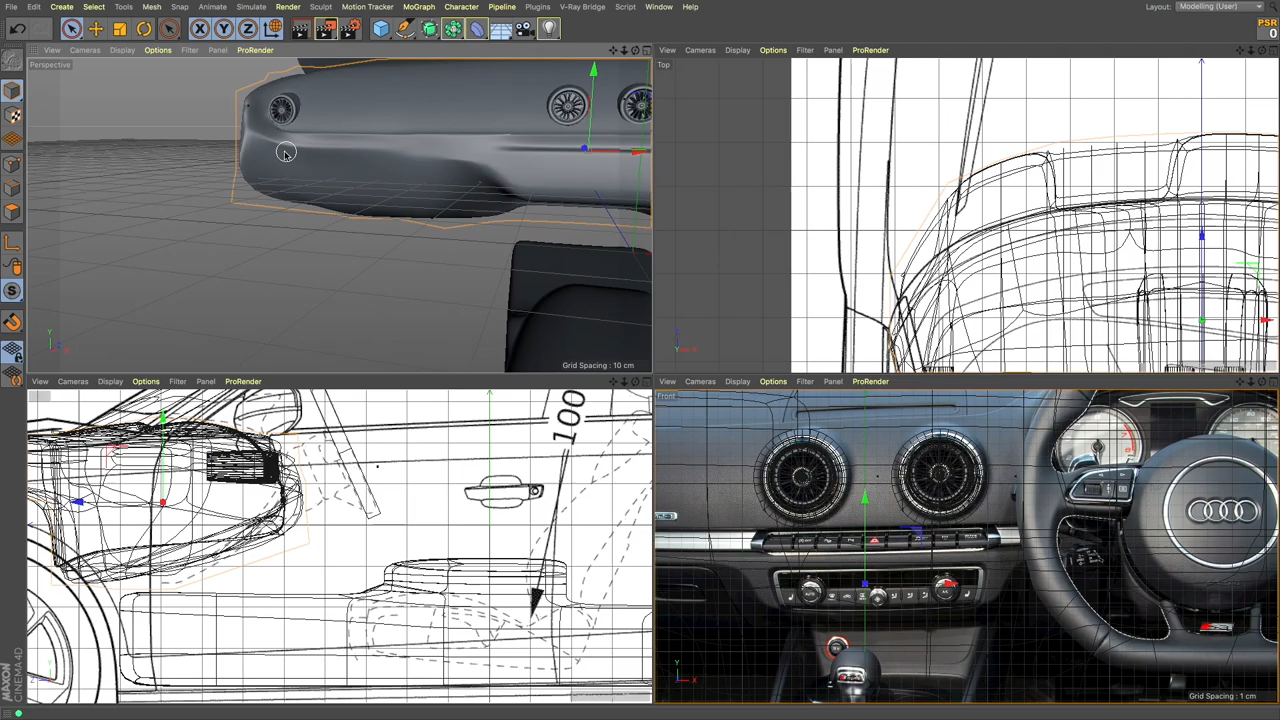 File Edit Create Select Tools Mesh Snap Animate Simulate Render Sculpt Motion Tracker MoGraph Character Pipeline Plugins V-Ray Bridge Script Window Help Layout: Modelling (User)
X Y Z PSR
0
View Cameras Display Options Filter Panel ProRender
Perspective
Grid Spacing : 10 cm
View Cameras Display Options Filter Panel ProRender
Top
View Cameras Display Options Filter Panel ProRender
100
View Cameras Display Options Filter Panel ProRender
Front
AUTO
A/C
Grid Spacing : 1 cm
MAXON
CINEMA 4D